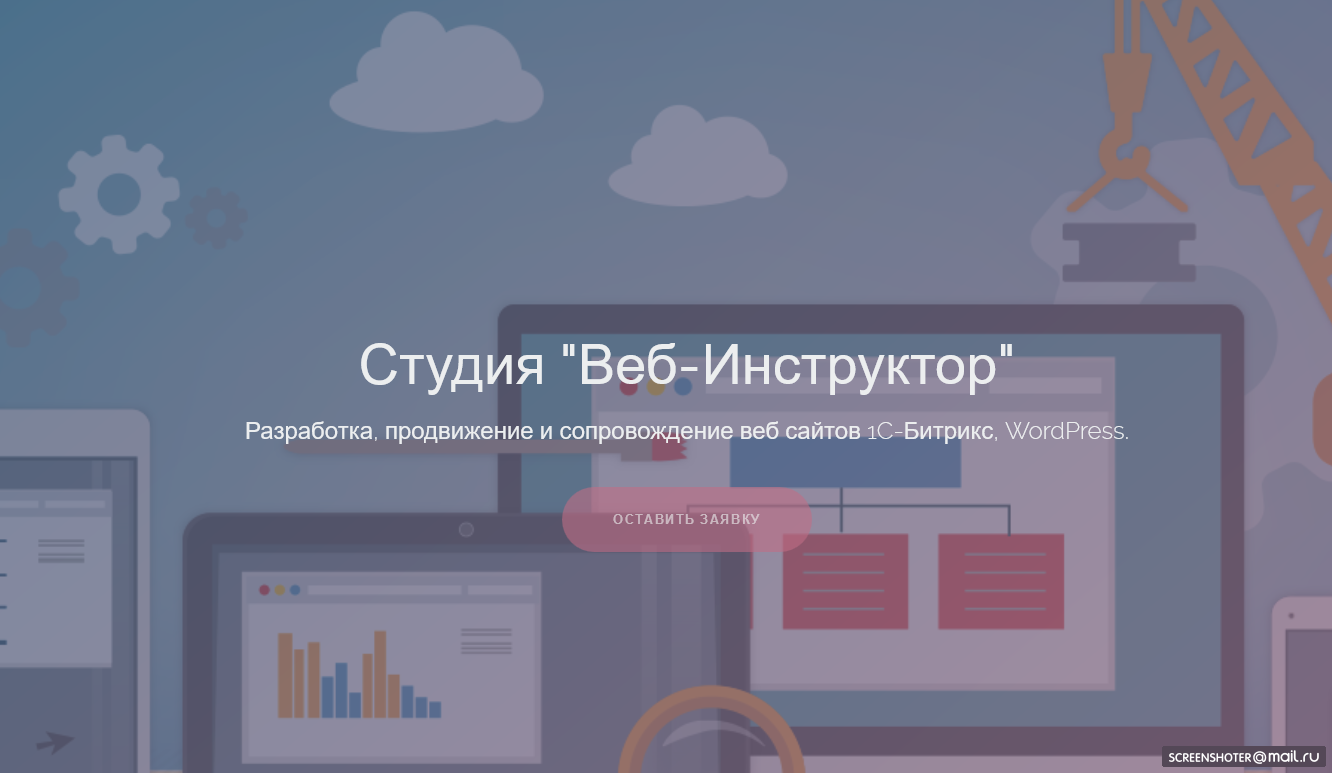 Студия "Веб-Инструктор"
Разработка, продвижение и сопровождение веб сайтов 1С-Битрикс, WordPress.
ОСТАВИТЬ ЗАЯВКУ
SCREENSHOTER@mail.ru